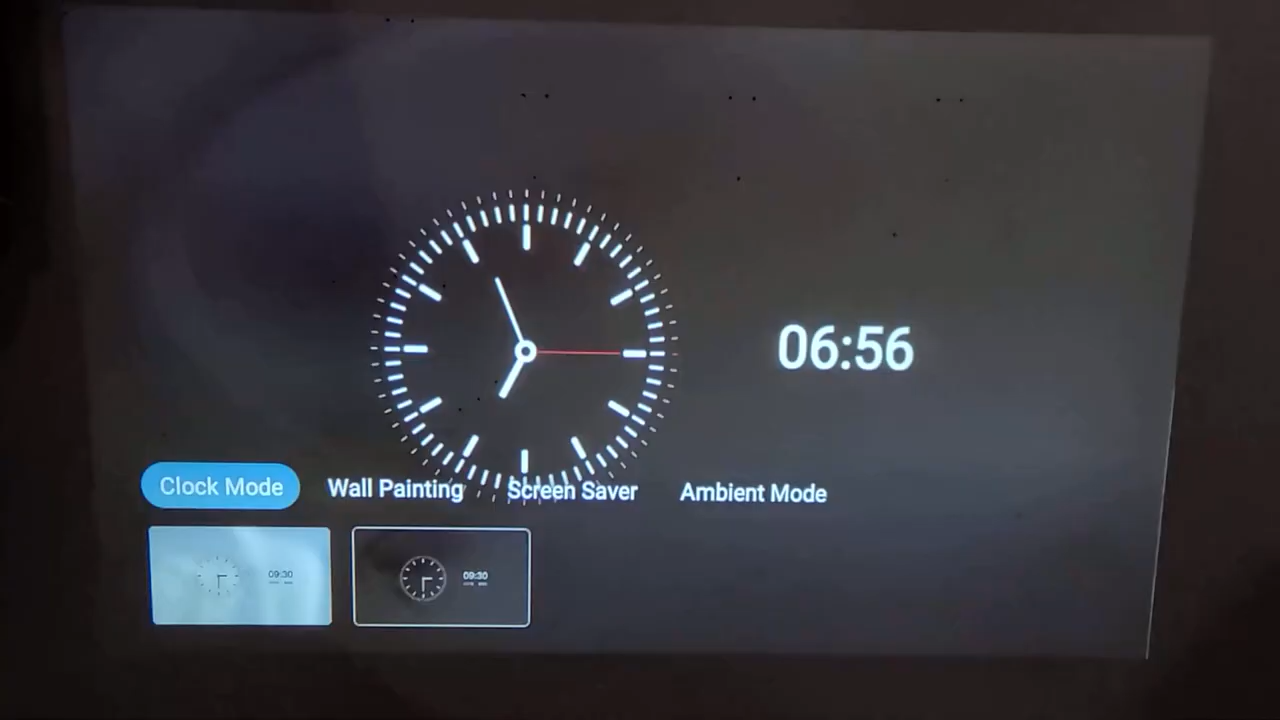 06:56
Clock Mode
Wall Painting
Screen Saver
Ambient Mode
09:30
09:30